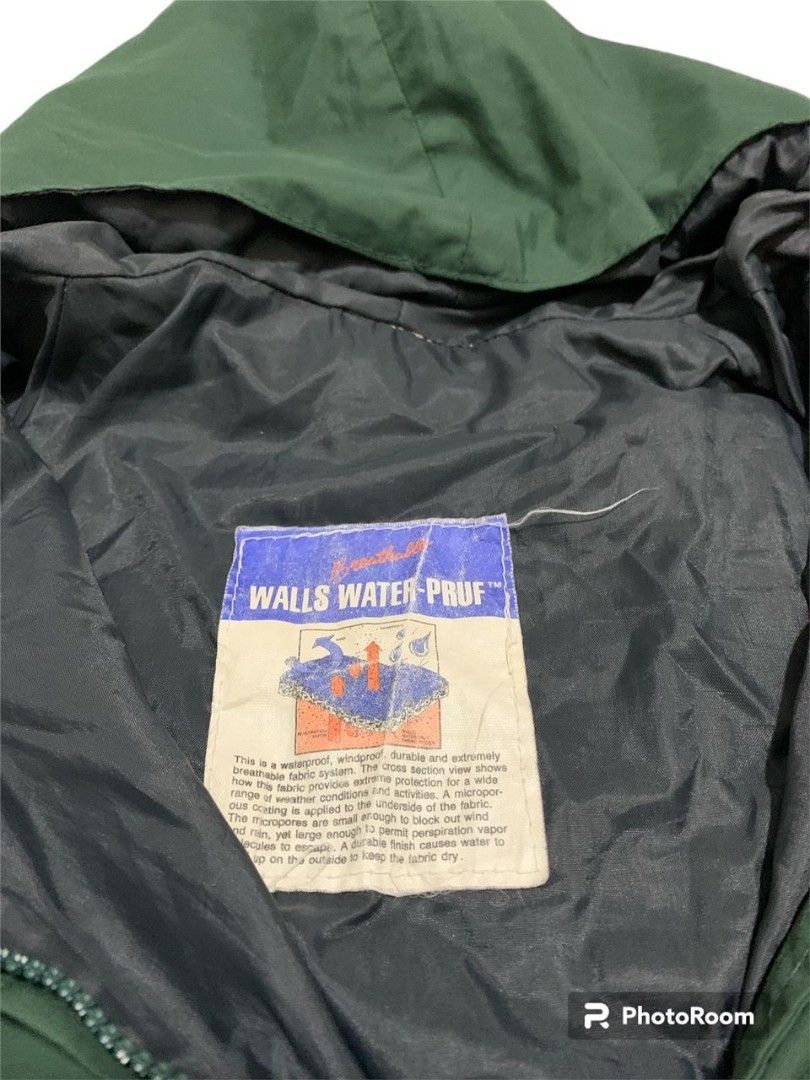 Breathable
WALLS WATER-PRUF™
This is a waterproof, windproof, durable and extremely
breathable fabric system. The cross section view shows
how this fabric provides extreme protection for a wide
range of weather conditions and activities. A micropor-
ous coating is applied to the underside of the fabric.
The micropores are small enough to block out wind
and rain, yet large enough to permit perspiration vapor
to escape. A durable finish causes water to
up on the outside to keep the fabric dry.
PhotoRoom